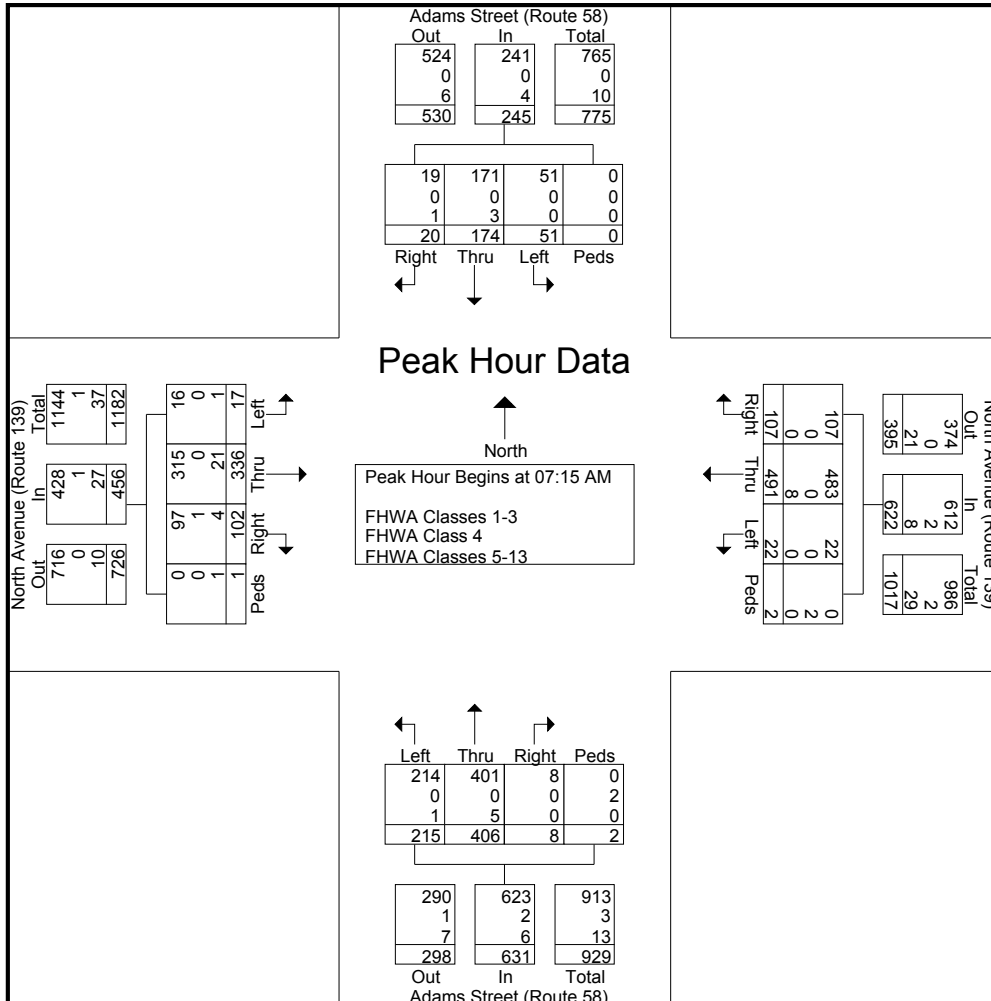 Adams Street (Route 58)
Out In Total
524 241 765
0 0 0
6 4 10
530 245 775
19 171 51 0
0 0 0 0
1 3 0 0
20 174 51 0
Right Thru Left Peds
Peak Hour Data
North
Peak Hour Begins at 07:15 AM
FHWA Classes 1-3
FHWA Class 4
FHWA Classes 5-13
North Avenue (Route 139)
Total In Out
1144 428 716
1 1 0
37 27 10
1182 456 726
Left Thru Right Peds
16 315 97 0
0 0 1 0
1 21 4 1
17 336 102 1
North Avenue (Route 139)
Out In Total
374 612 986
0 2 2
21 8 29
395 622 1017
Right Thru Left Peds
107 483 22 0
0 0 0 2
0 8 0 0
107 491 22 2
Left Thru Right Peds
214 401 8 0
0 0 0 2
1 5 0 0
215 406 8 2
290 623 913
1 2 3
7 6 13
298 631 929
Out In Total
Adams Street (Route 58)